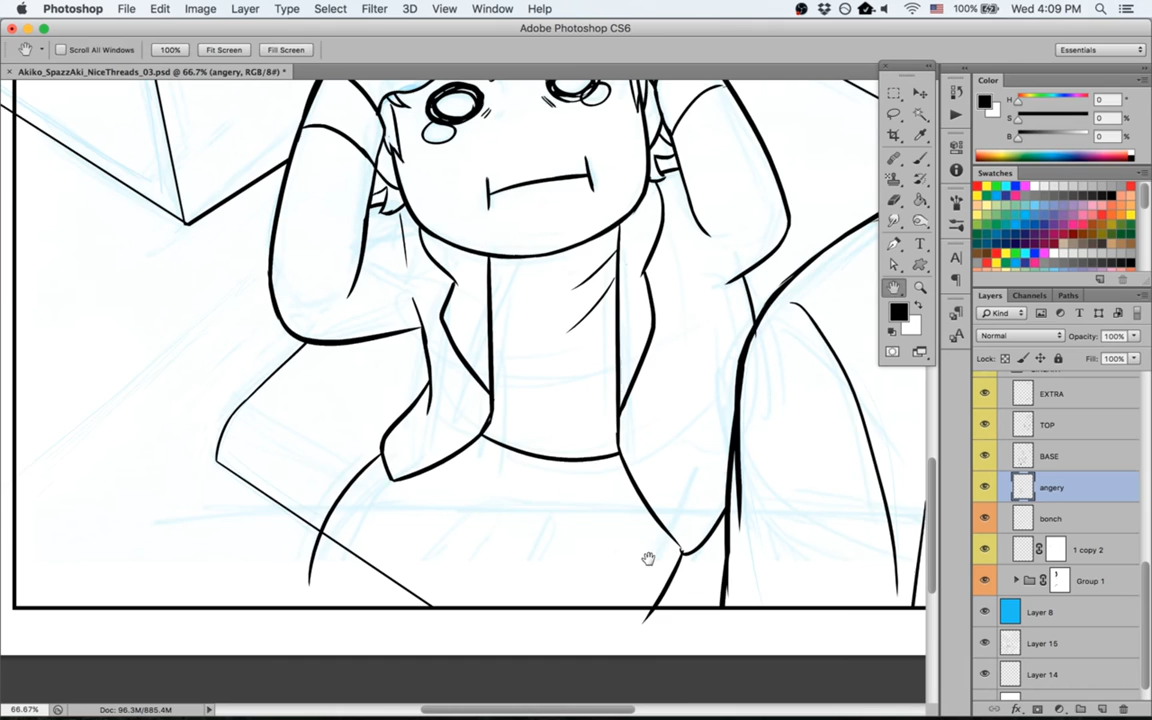 Photoshop File Edit Image Layer Type Select Filter 3D View Window Help 100% Wed 4:09 PM
Adobe Photoshop CS6
Scroll All Windows 100% Fit Screen Fill Screen Essentials
Akiko_SpazzAki_NiceThreads_03.psd @ 66.7% (angery, RGB/8#) *
Color
H 0 °
S 0 %
B 0 %
Swatches
Layers Channels Paths
Kind
Normal Opacity: 100%
Lock: Fill: 100%
EXTRA
TOP
BASE
angery
bonch
1 copy 2
Group 1
Layer 8
Layer 15
Layer 14
66.67% Doc: 96.3M/885.4M